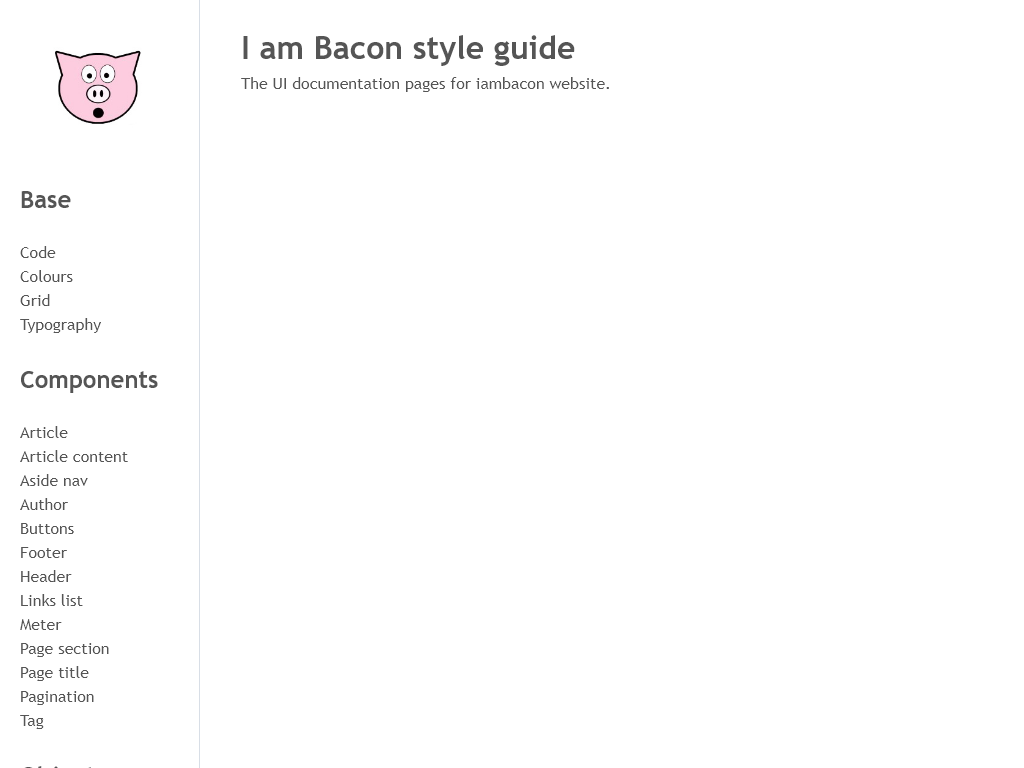 I am Bacon style guide
The UI documentation pages for iambacon website.
Base
Code
Colours
Grid
Typography
Components
Article
Article content
Aside nav
Author
Buttons
Footer
Header
Links list
Meter
Page section
Page title
Pagination
Tag